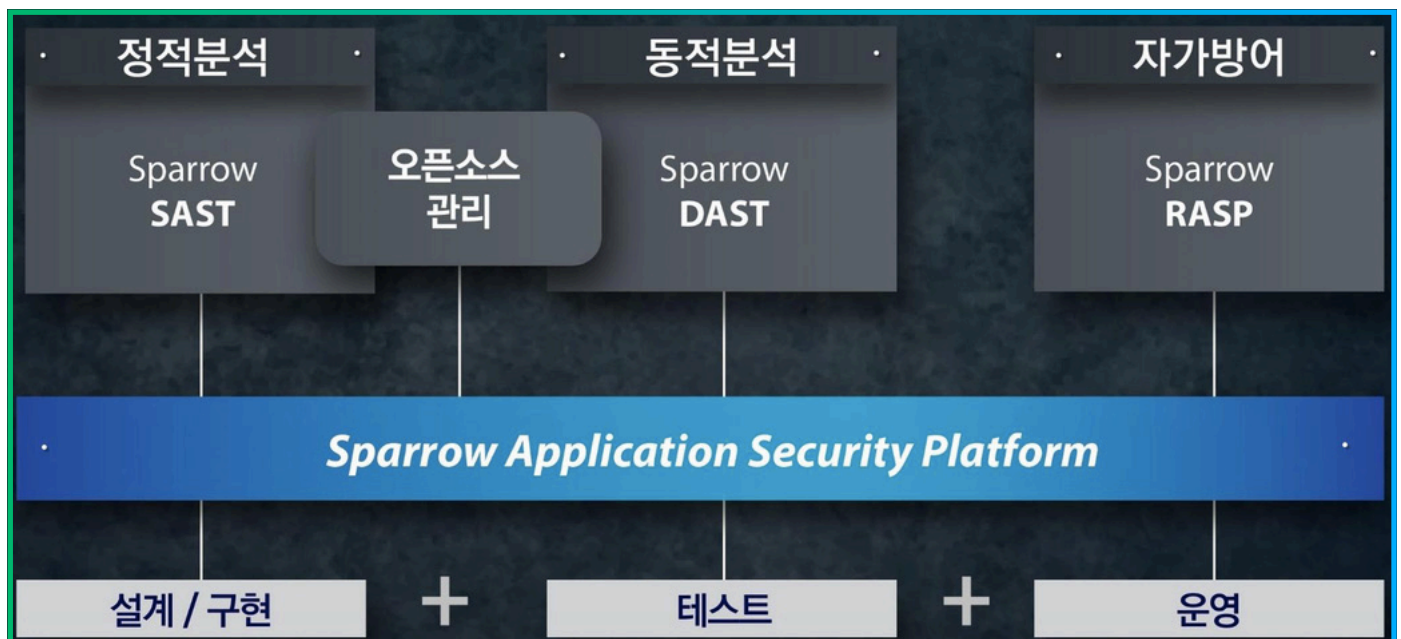 정적분석
동적분석
자가방어
Sparrow
SAST
오픈소스
관리
Sparrow
DAST
Sparrow
RASP
Sparrow Application Security Platform
설계 / 구현
+
테스트
+
운영